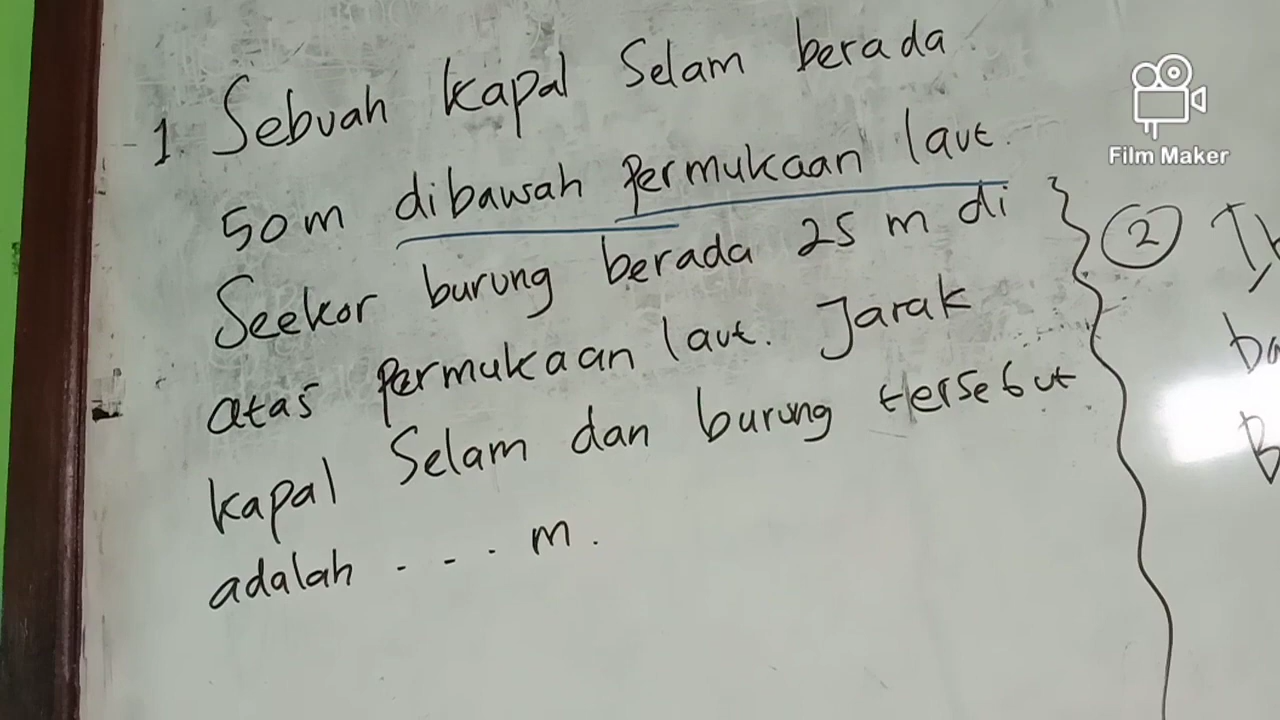 1. Sebuah kapal Selam berada
50m dibawah Permukaan laut.
Seekor burung berada 25 m di
atas Permukaan laut. Jarak
kapal Selam dan burung tersebut
adalah . - . m.
2
Film Maker